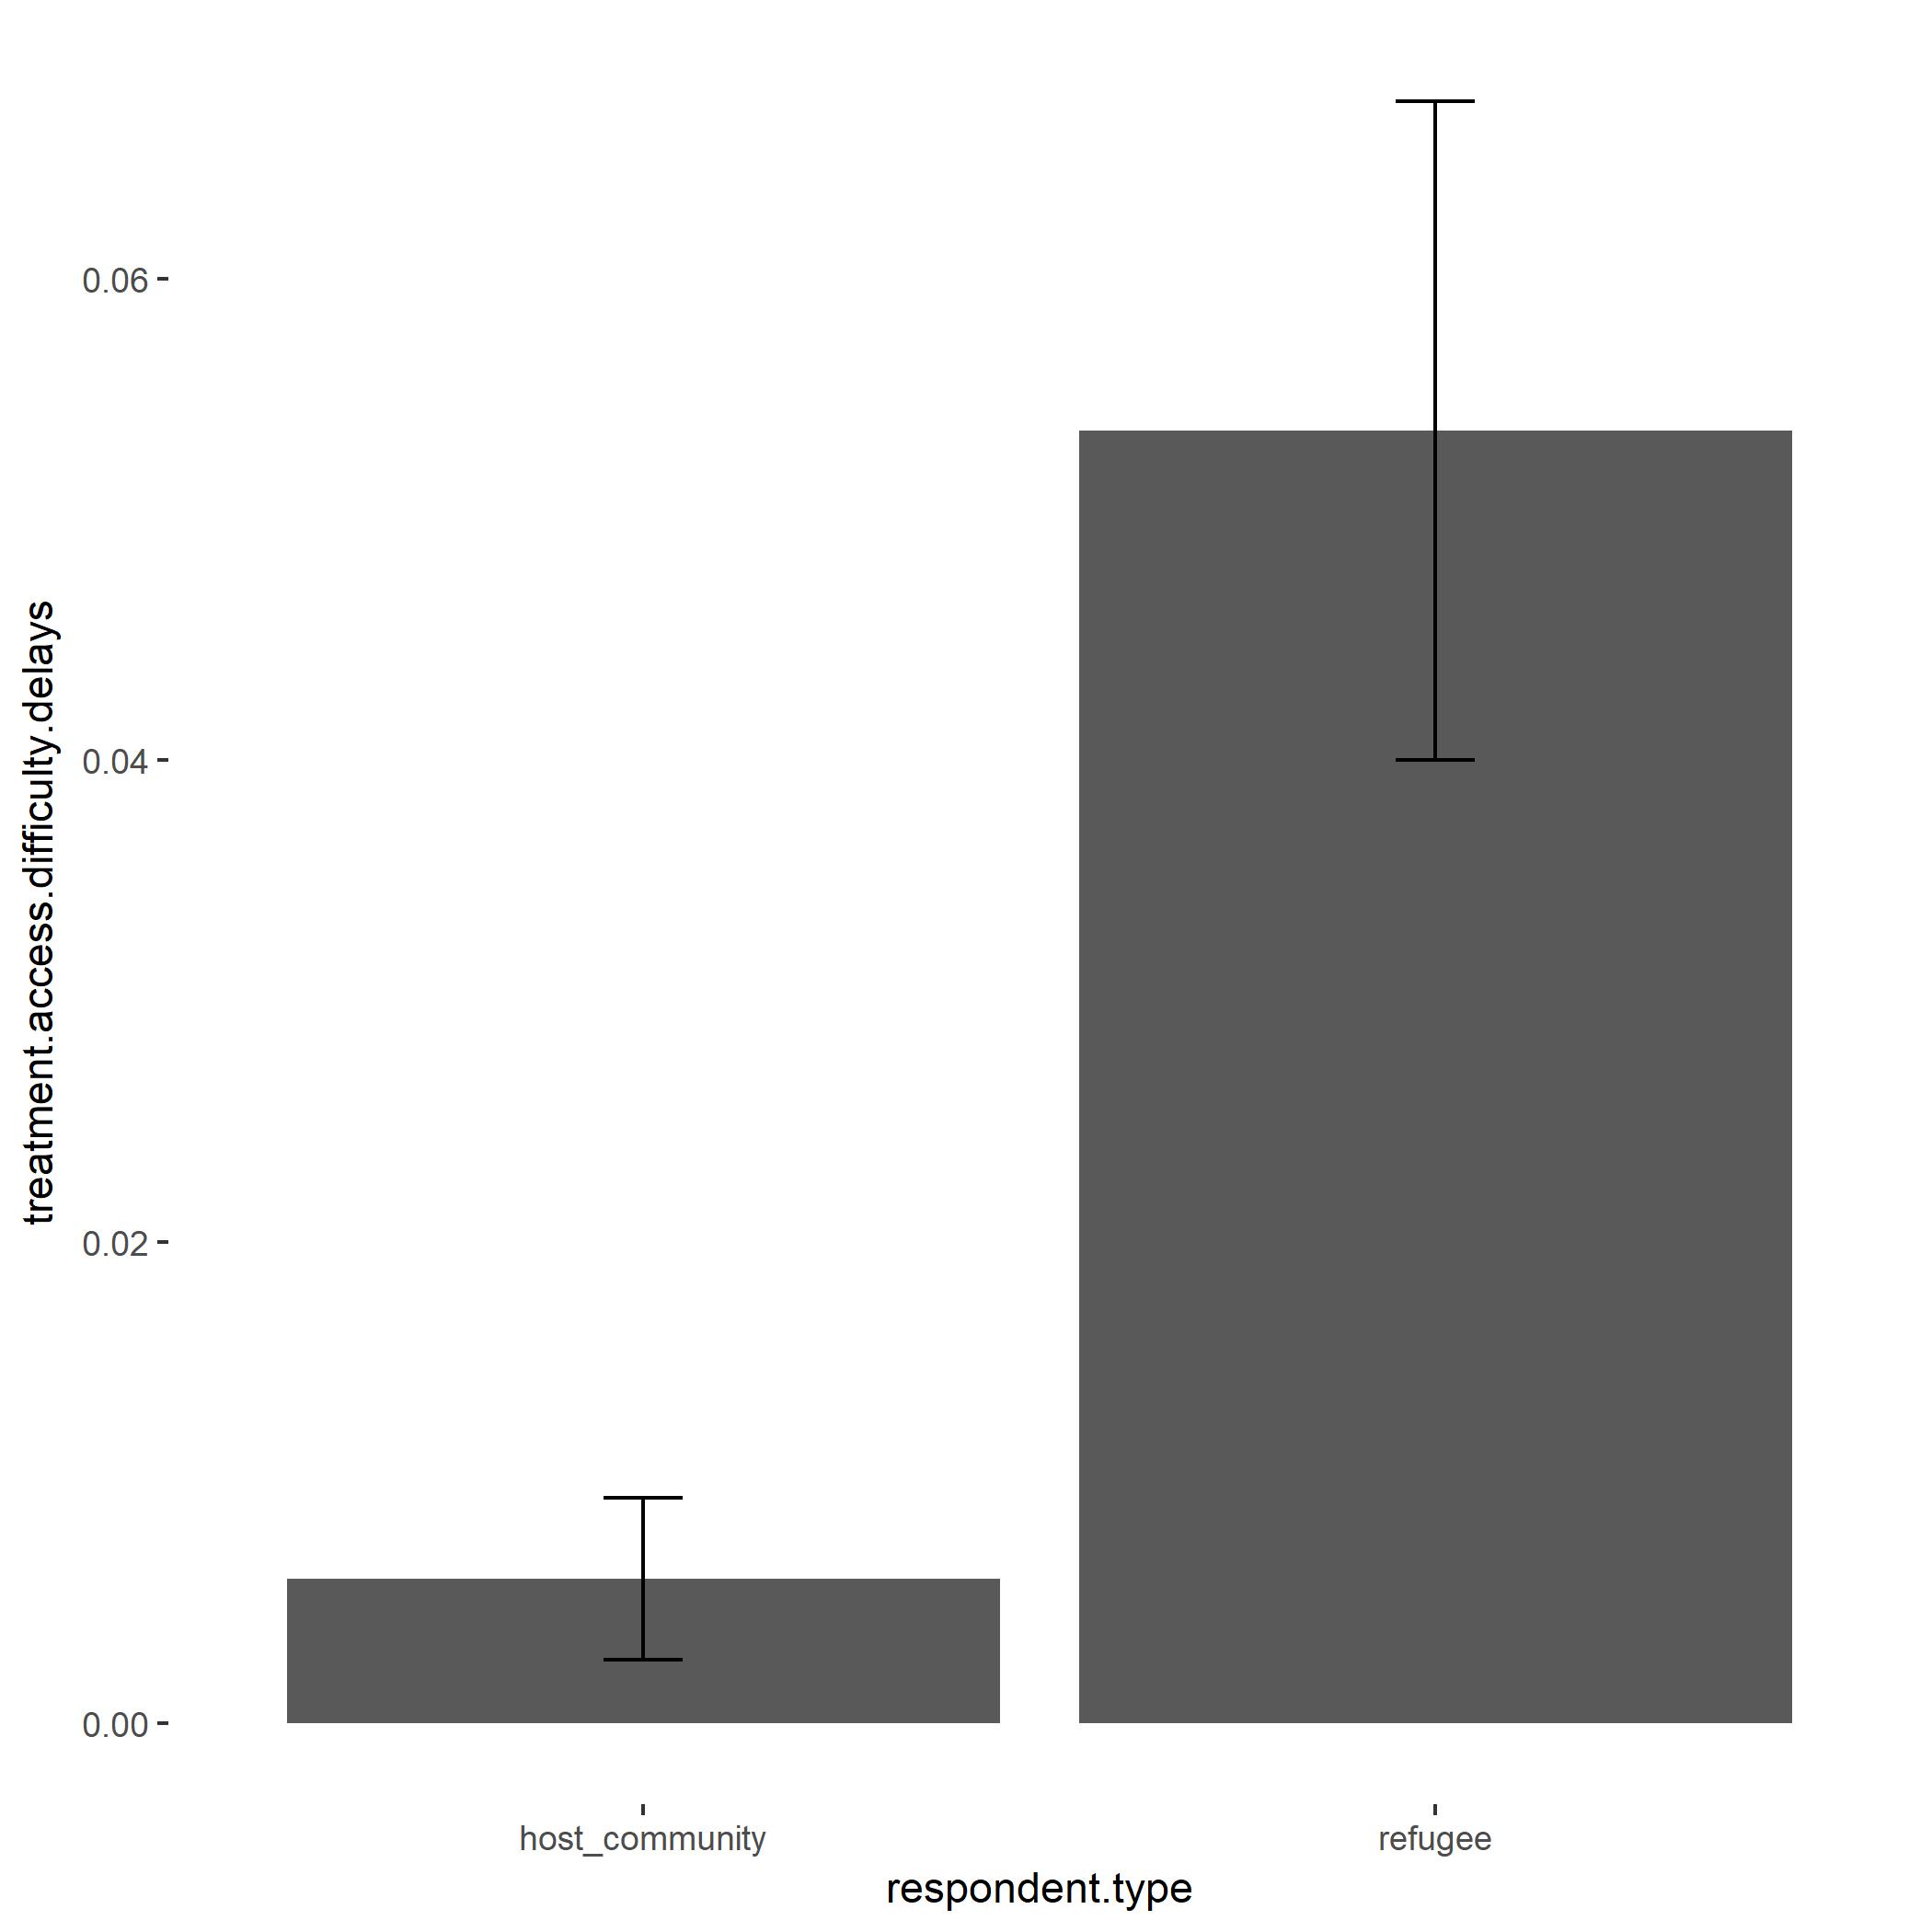 treatment.access.difficulty.delays
0.06
0.04
0.02
0.00
host_community
refugee
respondent.type